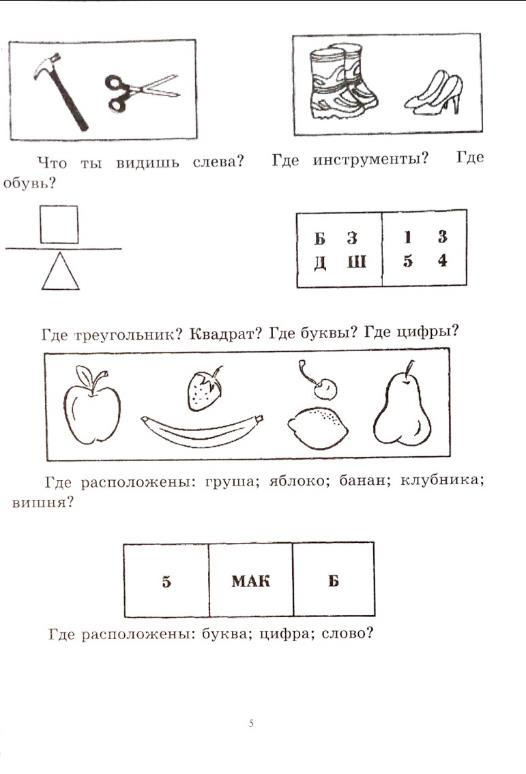 Что ты видишь слева? Где инструменты? Где
обувь?
Б З 1 3
Д Ш 5 4
Где треугольник? Квадрат? Где буквы? Где цифры?
Где расположены: груша; яблоко; банан; клубника;
вишня?
5 МАК Б
Где расположены: буква; цифра; слово?
5